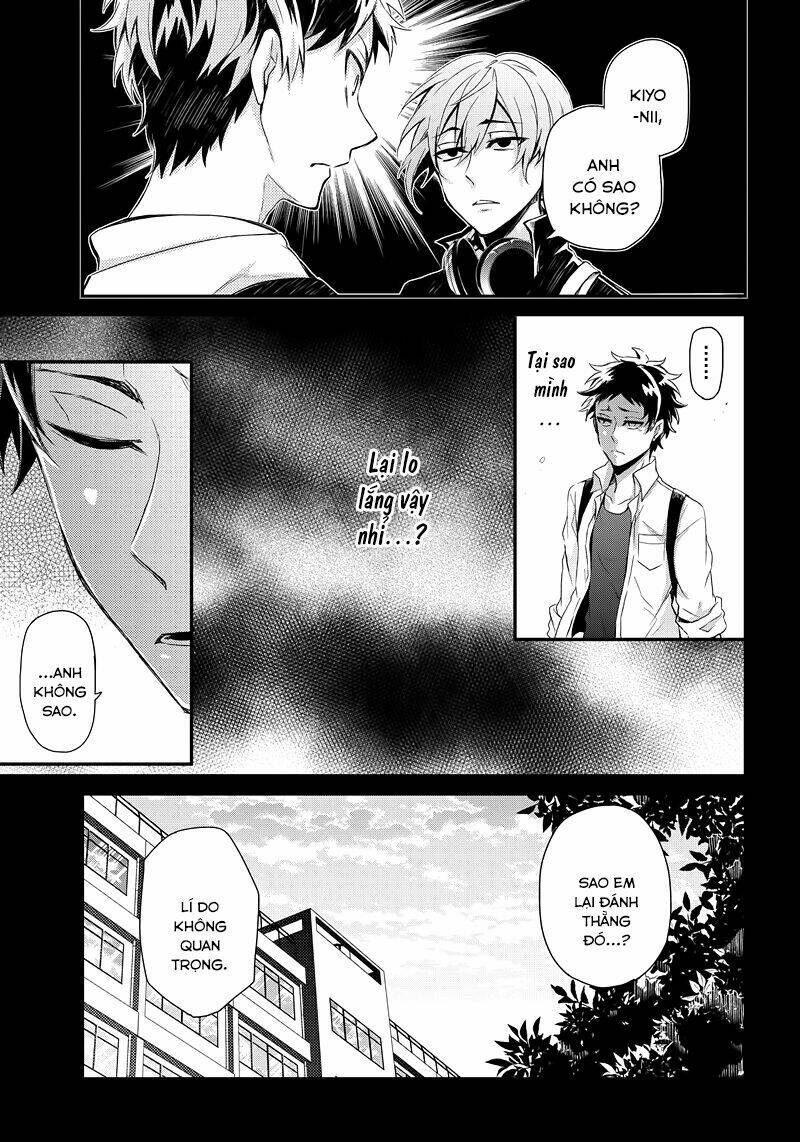 KIYO
-NII,
ANH
CÓ SAO
KHÔNG?
......
Tại sao
mình
...
Lại lo
lắng vậy
nhỉ...?
...ANH
KHÔNG
SAO.
SAO EM
LẠI ĐÁNH
THẰNG
ĐÓ...?
LÍ DO
KHÔNG
QUAN
TRỌNG.